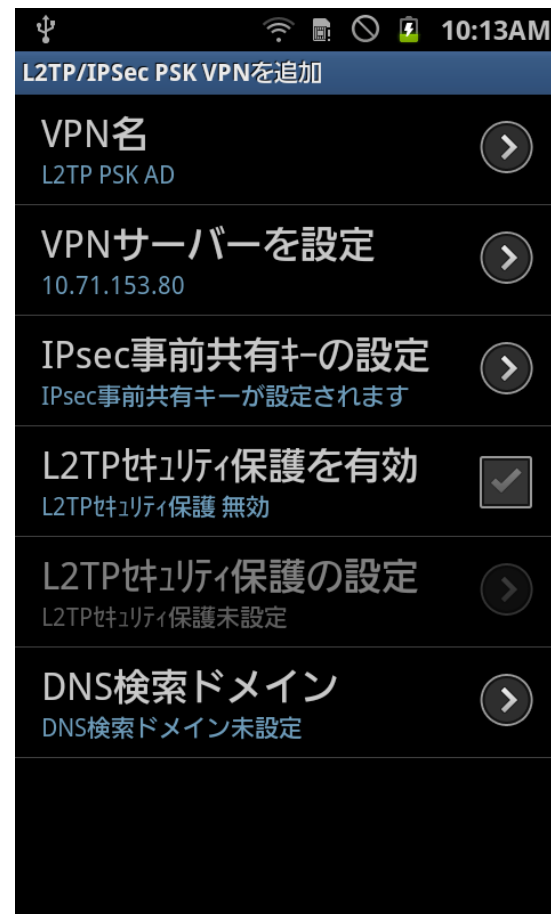 10:13AM
L2TP/IPSec PSK VPNを追加
VPN名
L2TP PSK AD
VPNサーバーを設定
10.71.153.80
IPsec事前共有ｷｰの設定
IPsec事前共有キーが設定されます
L2TPｾｷｭﾘﾃｨ保護を有効
L2TPｾｷｭﾘﾃｨ保護 無効
L2TPｾｷｭﾘﾃｨ保護の設定
L2TPｾｷｭﾘﾃｨ保護未設定
DNS検索ドメイン
DNS検索ドメイン未設定